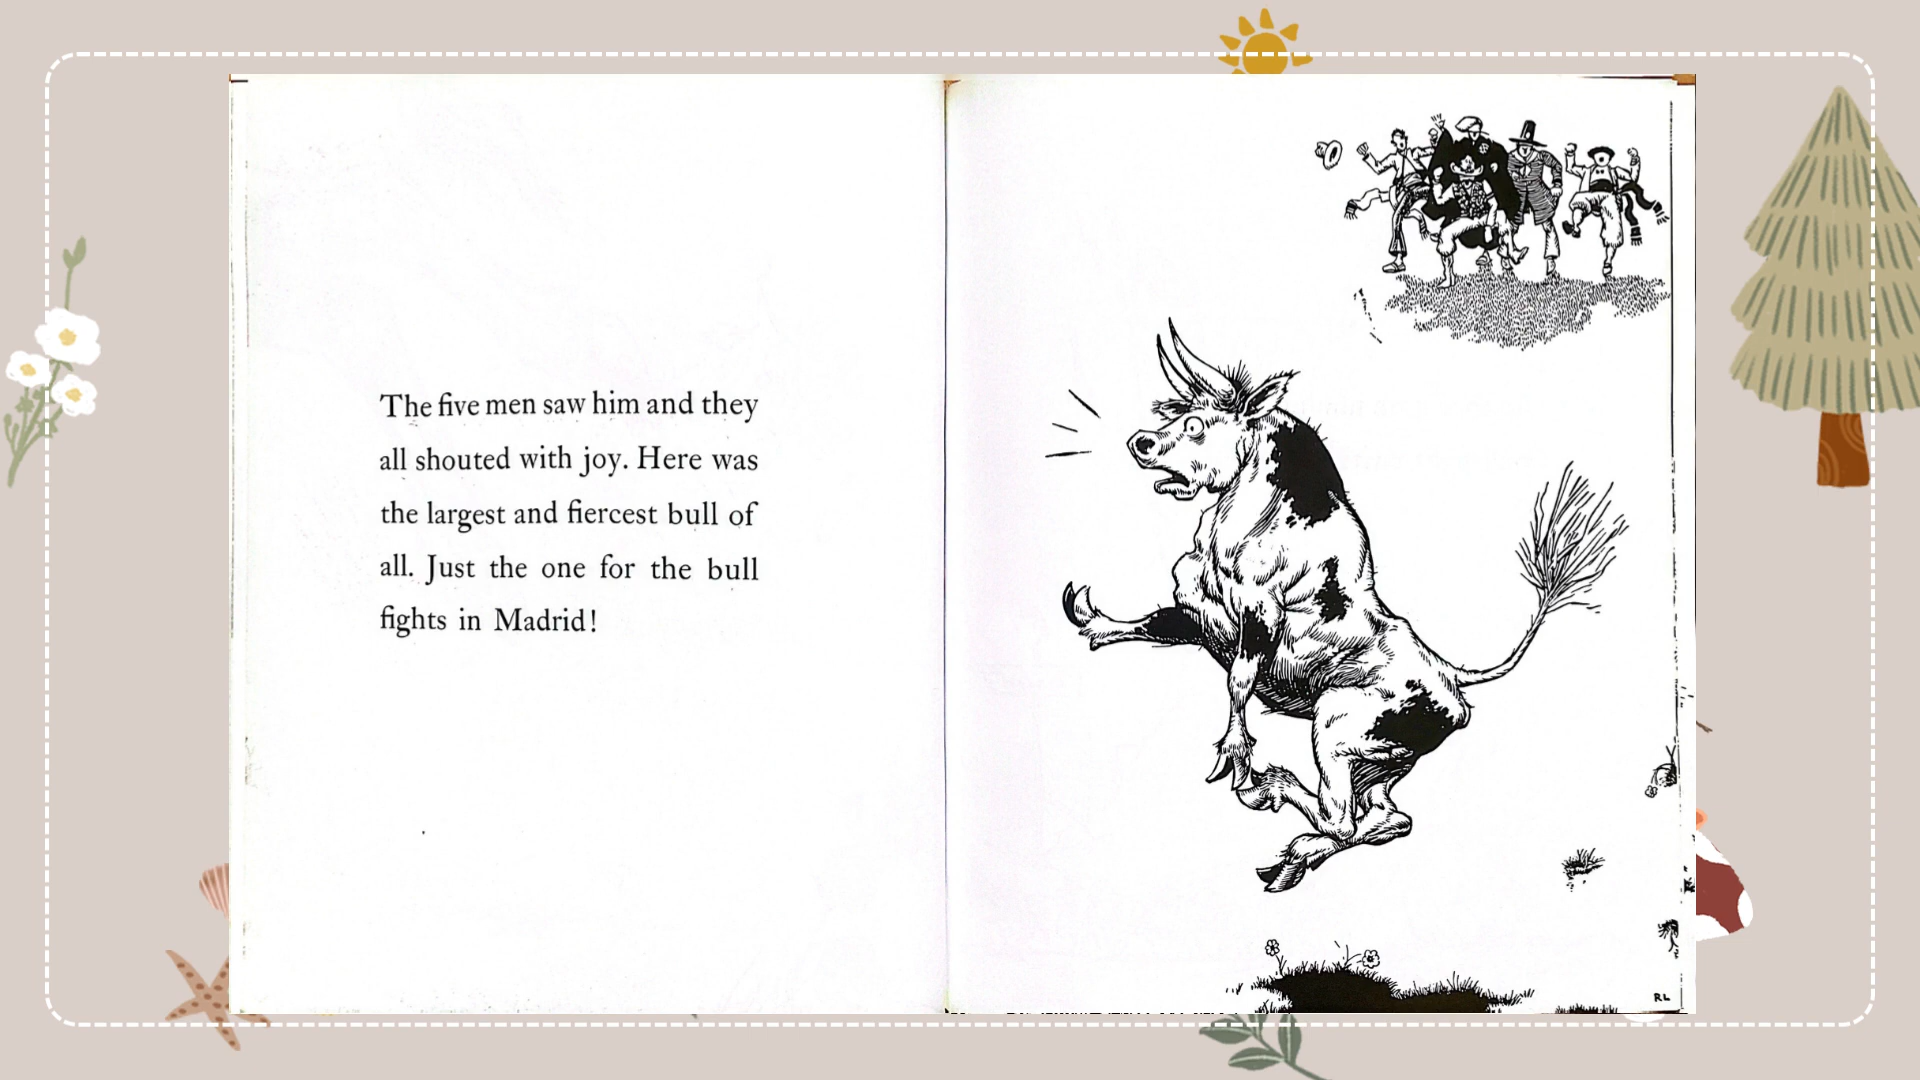 The five men saw him and they
all shouted with joy. Here was
the largest and fiercest bull of
all. Just the one for the bull
fights in Madrid!
RL